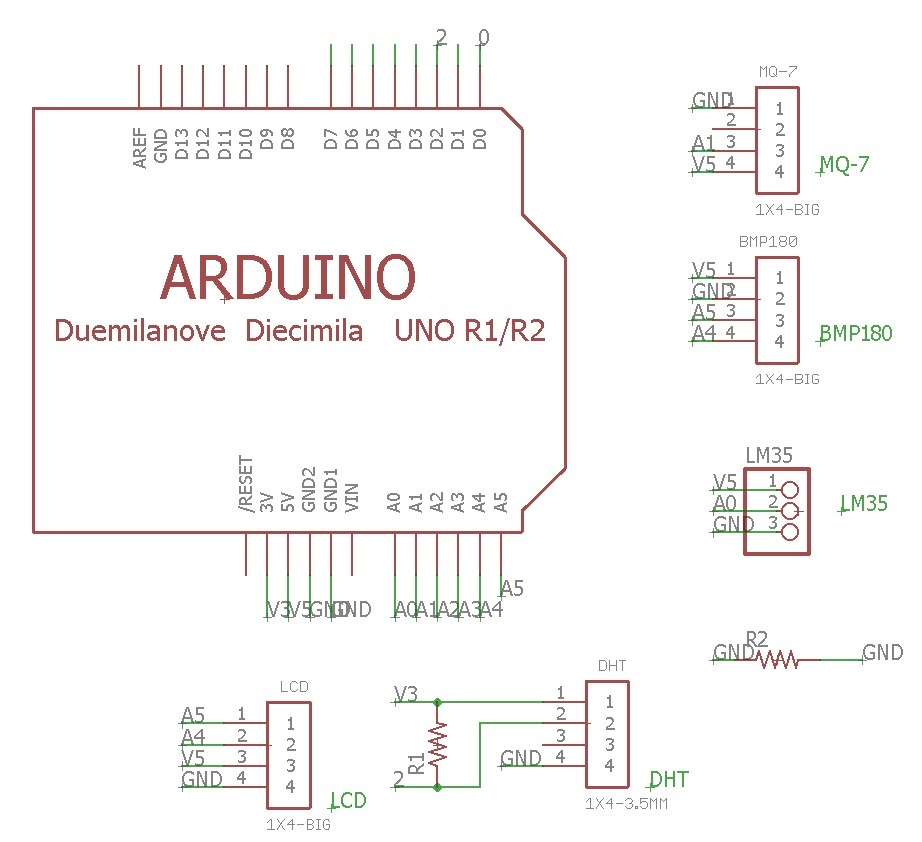 2 0
AREF GND D13 D12 D11 D10 D9 D8 D7 D6 D5 D4 D3 D2 D1 D0
ARDUINO
Duemilanove Diecimila UNO R1/R2
/RESET 3V 5V GND2 GND1 VIN A0 A1 A2 A3 A4 A5
V3 V5 GND GND A0 A1 A2 A3 A4 A5
MQ-7
GND 1 1
2 2
A1 3 3
V5 4 4
MQ-7
1X4-BIG
BMP180
V5 1 1
GND 2 2
A5 3 3
A4 4 4
BMP180
1X4-BIG
LM35
V5 1
A0 2
GND 3
LM35
R2
GND GND
LCD
A5 1 1
A4 2 2
V5 3 3
GND 4 4
LCD
1X4-BIG
DHT
V3 1 1
2 2
3 3
R1
GND 4 4
2
DHT
1X4-3.5MM